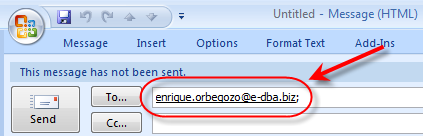 Untitled - Message (HTML)
Message Insert Options Format Text Add-Ins
This message has not been sent.
Send
To... enrique.orbegozo@e-dba.biz;
Cc...